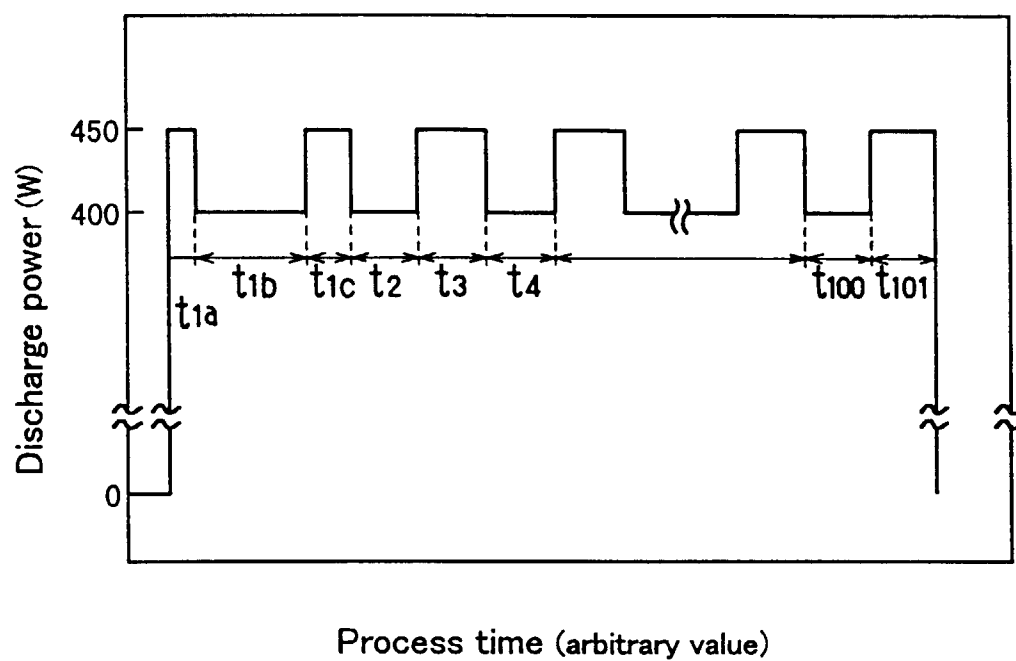 Discharge power (W)
450
400
0
t1a
t1b
t1c
t2
t3
t4
t100
t101
Process time (arbitrary value)